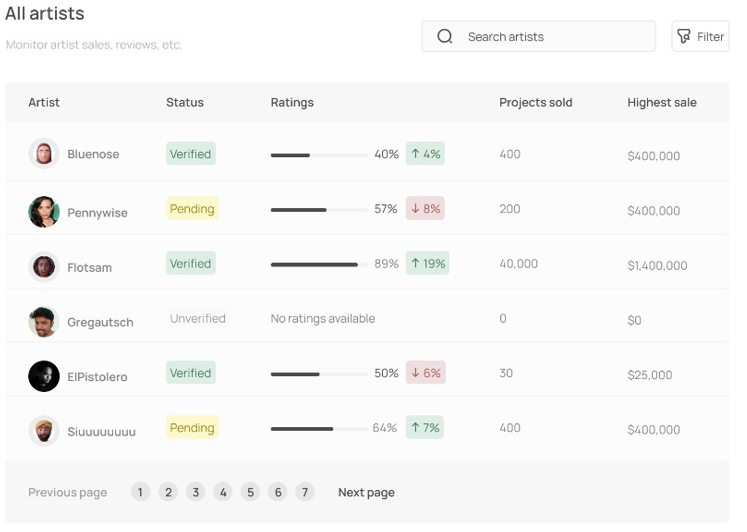 All artists
Monitor artist sales, reviews, etc.
Search artists
Filter
Artist Status Ratings Projects sold Highest sale
Bluenose Verified 40% ↑ 4% 400 $400,000
Pennywise Pending 57% ↓ 8% 200 $400,000
Flotsam Verified 89% ↑ 19% 40,000 $1,400,000
Gregautsch Unverified No ratings available 0 $0
ElPistolero Verified 50% ↓ 6% 30 $25,000
Siuuuuuuu Pending 64% ↑ 7% 400 $400,000
Previous page 1 2 3 4 5 6 7 Next page